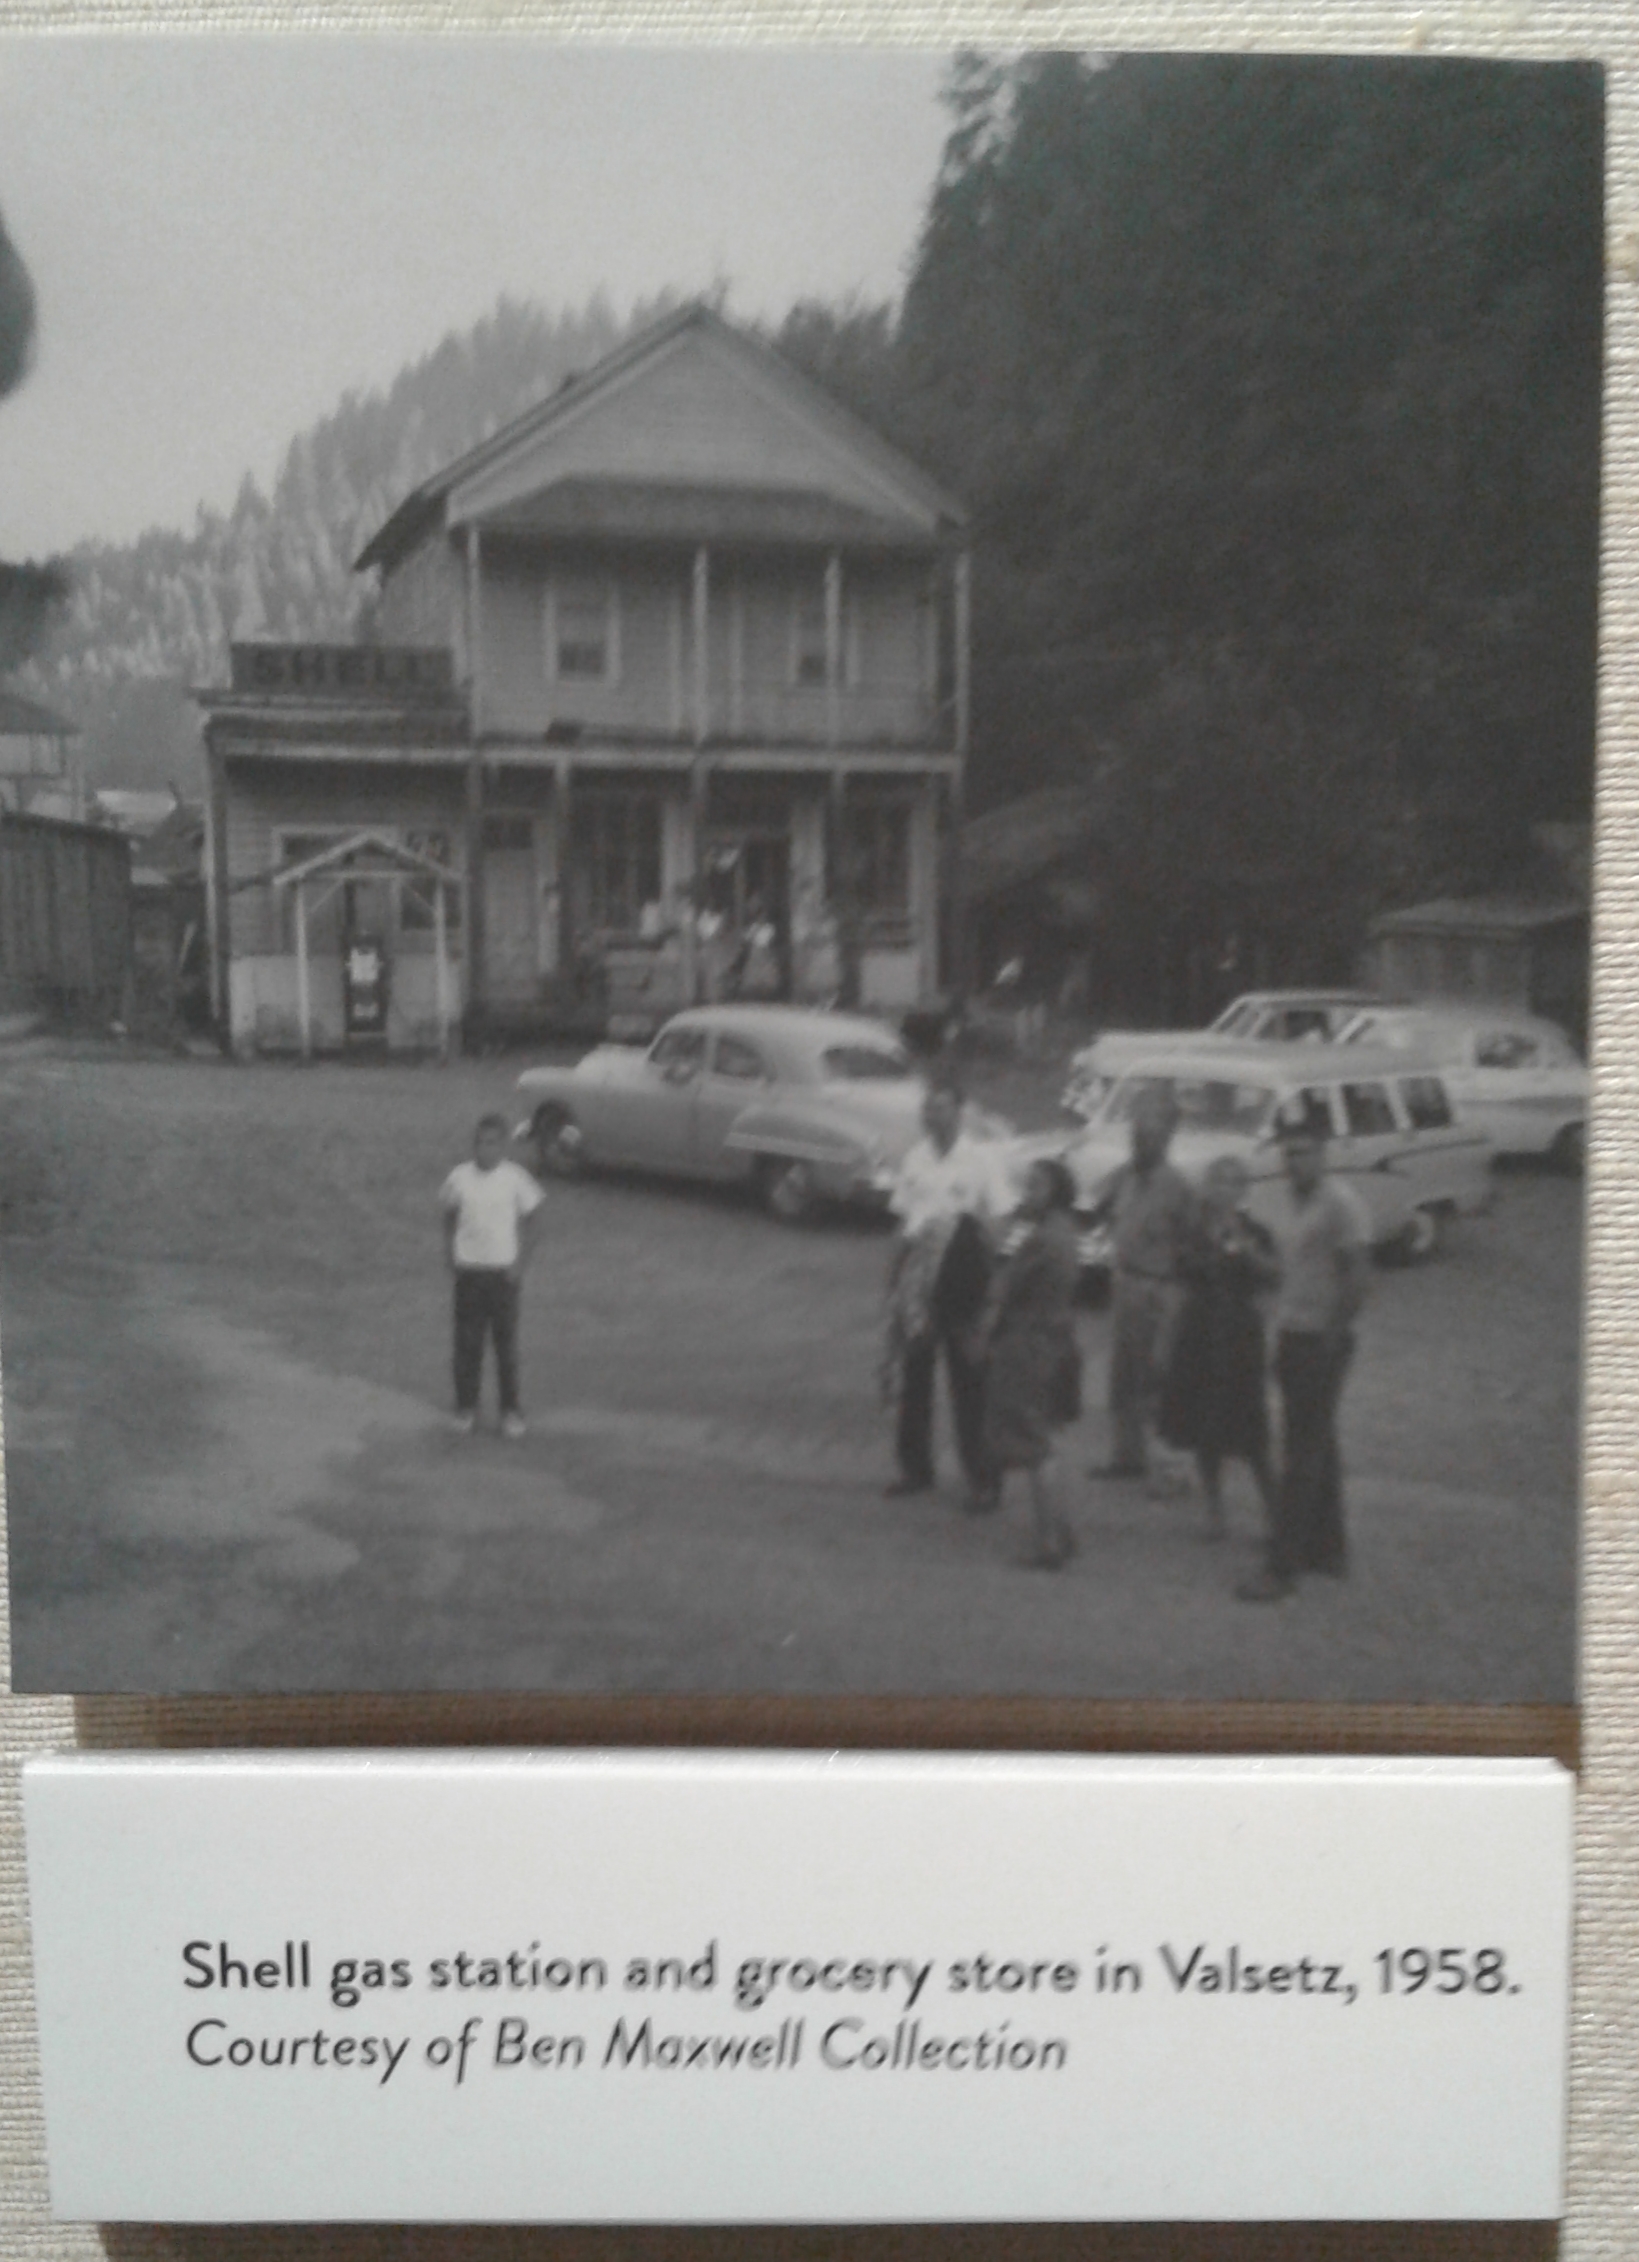 SHELL
Shell gas station and grocery store in Valsetz, 1958.
Courtesy of Ben Maxwell Collection